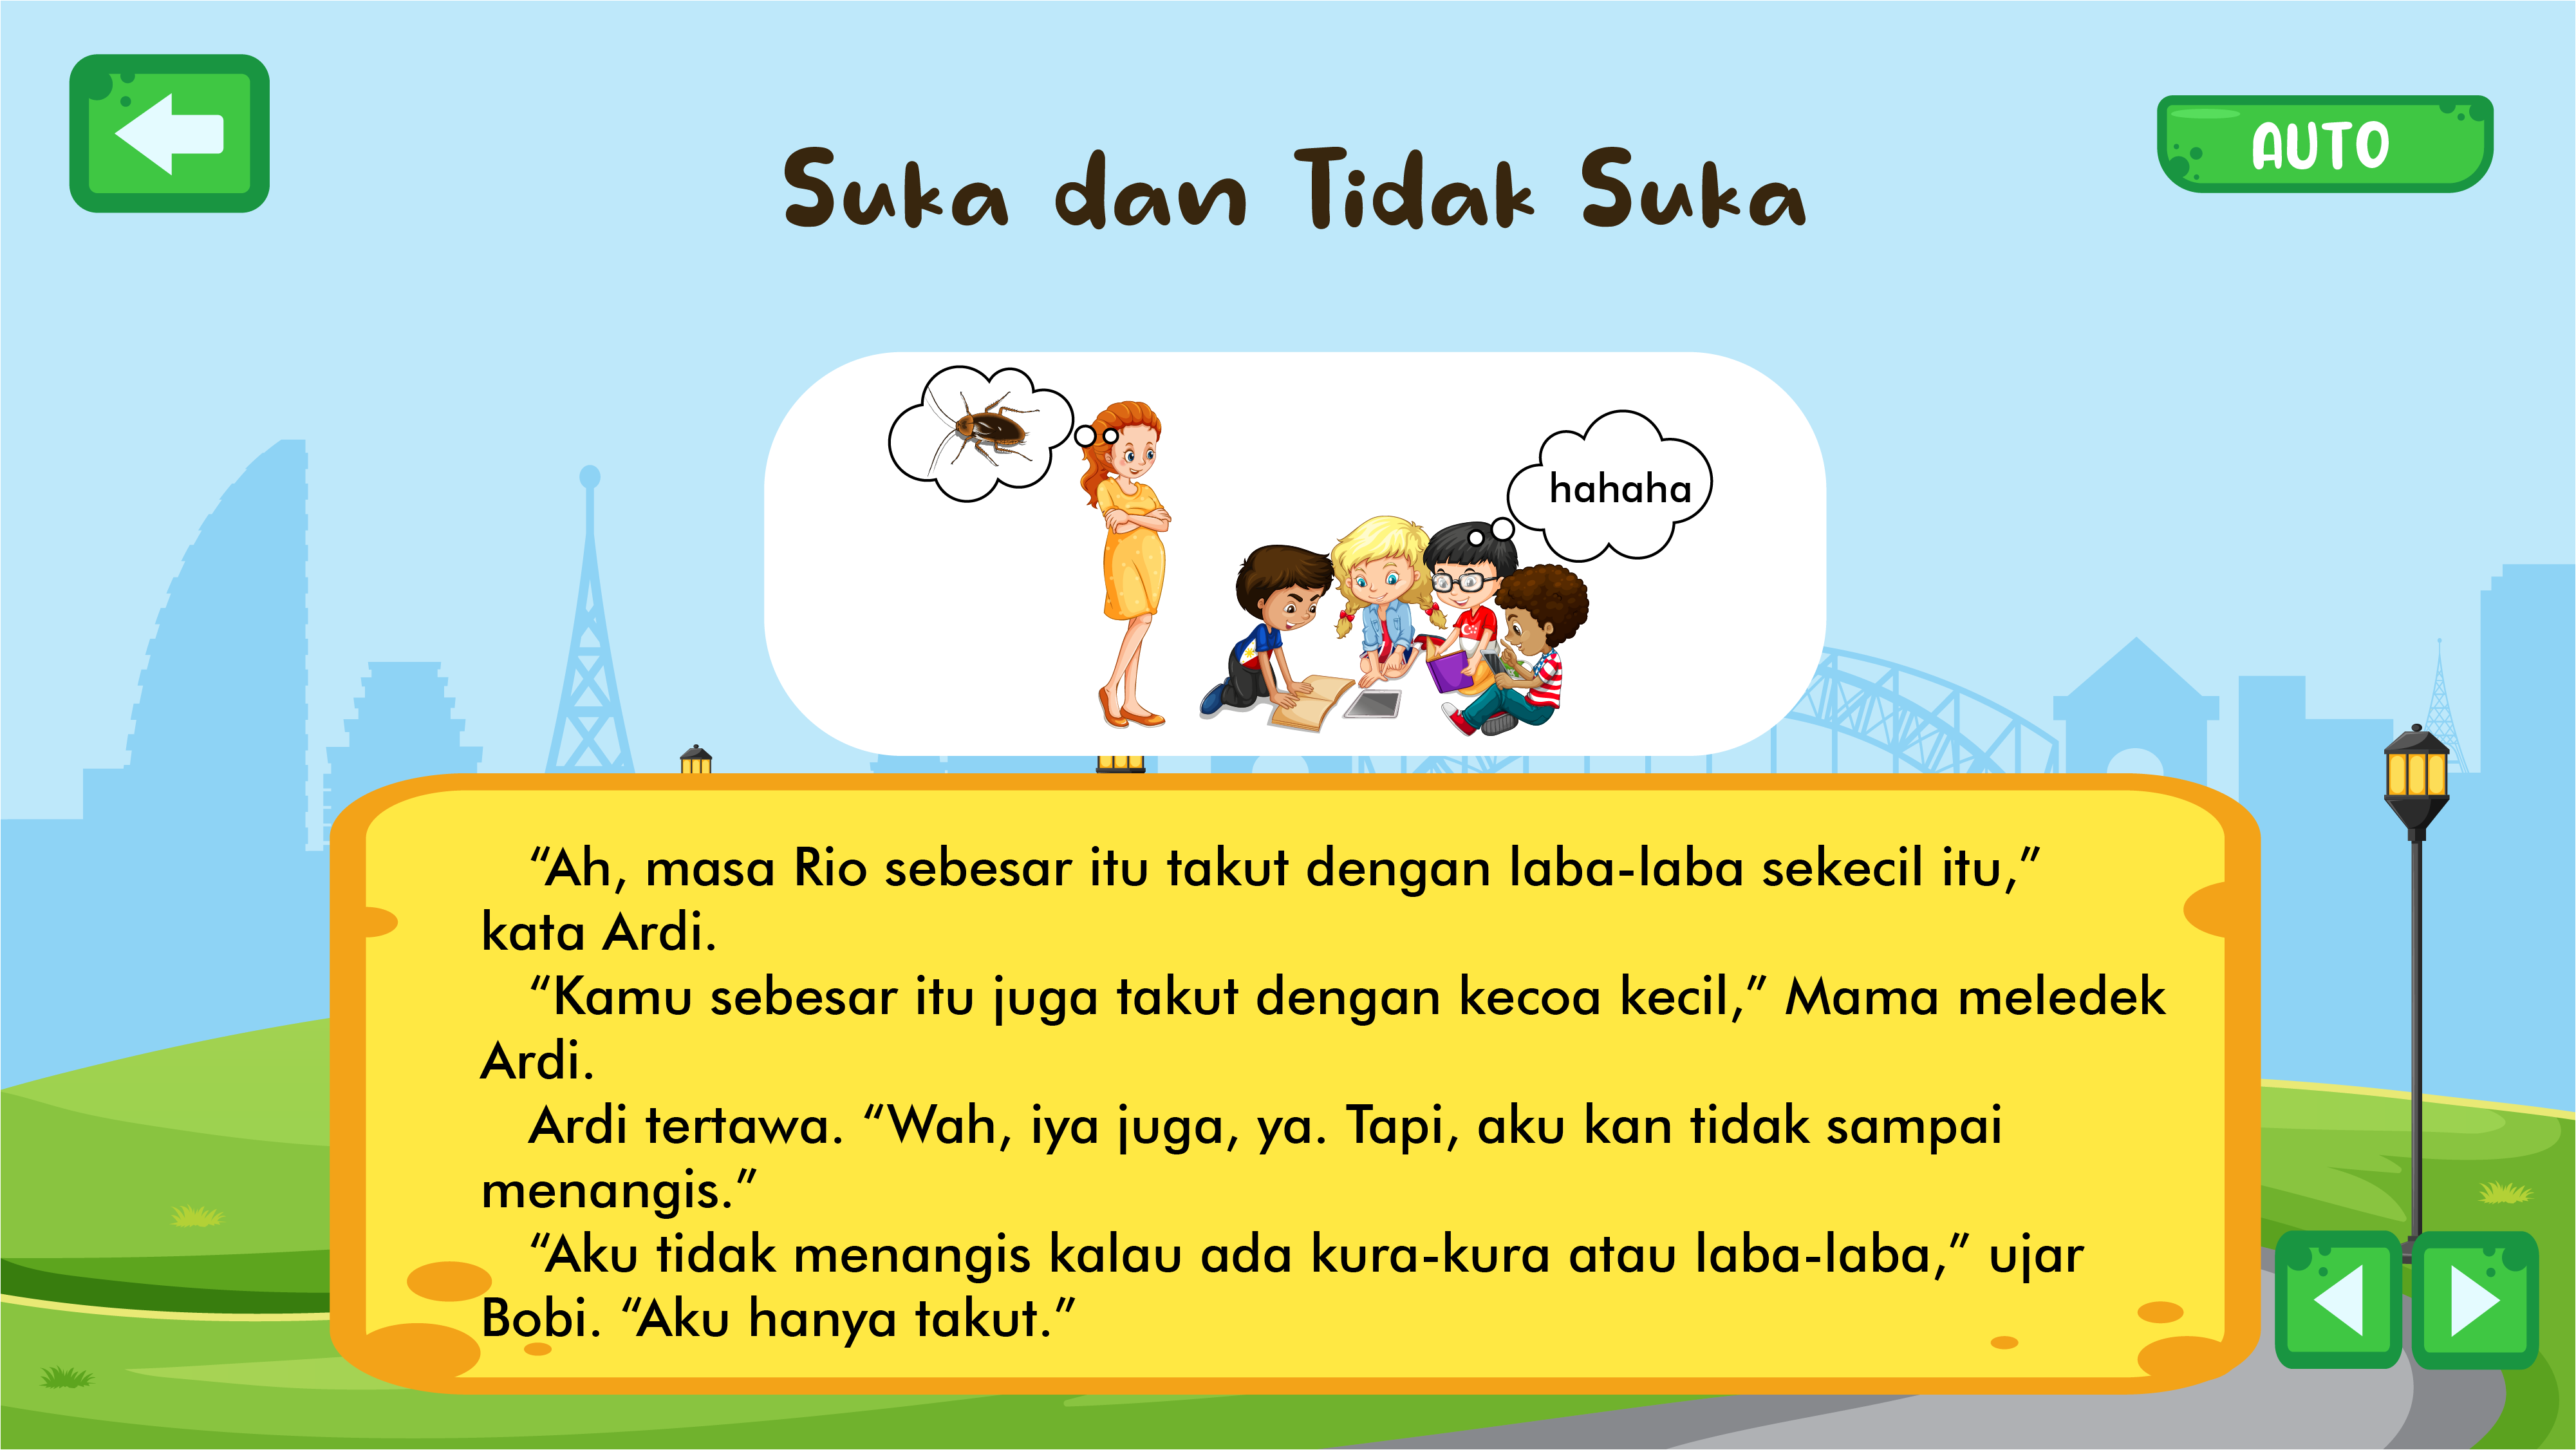 AUTO
Suka dan Tidak Suka
hahaha
“Ah, masa Rio sebesar itu takut dengan laba-laba sekecil itu,”
kata Ardi.
“Kamu sebesar itu juga takut dengan kecoa kecil,” Mama meledek
Ardi.
Ardi tertawa. “Wah, iya juga, ya. Tapi, aku kan tidak sampai
menangis.”
“Aku tidak menangis kalau ada kura-kura atau laba-laba,” ujar
Bobi. “Aku hanya takut.”